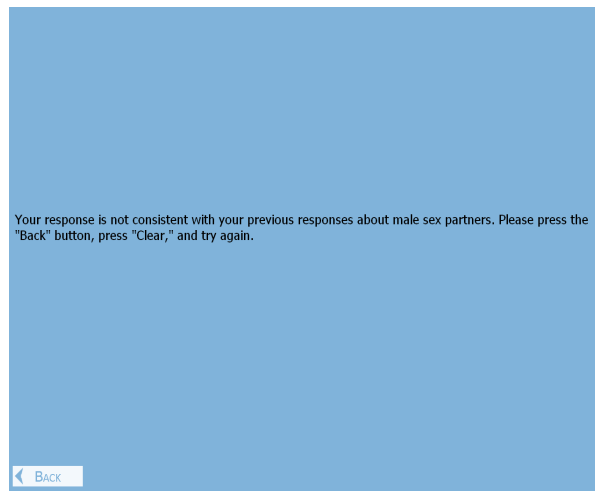 Your response is not consistent with your previous responses about male sex partners. Please press the
"Back" button, press "Clear," and try again.
BACK